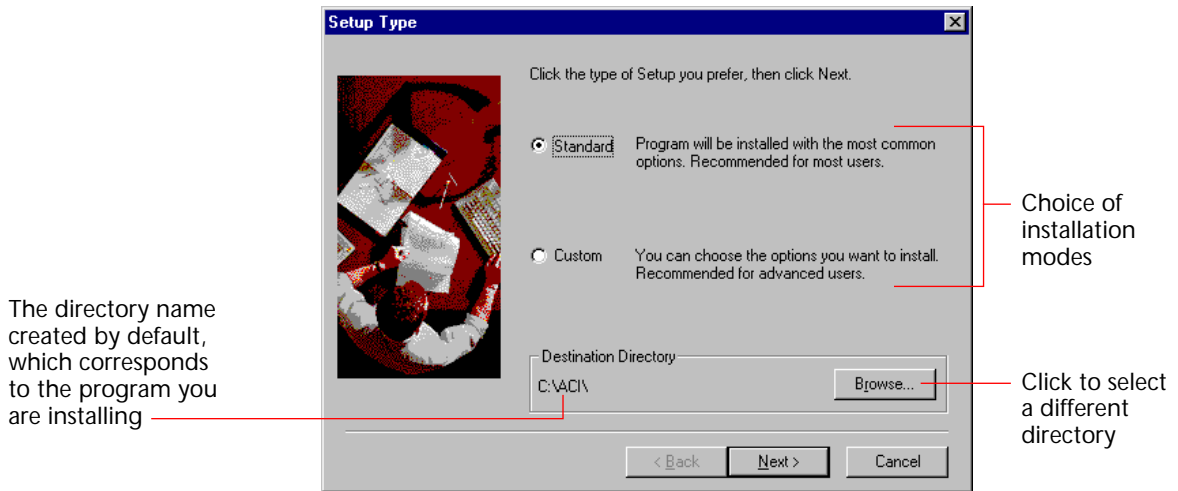 Setup Type
Click the type of Setup you prefer, then click Next.
Standard
Program will be installed with the most common
options. Recommended for most users.
Custom
You can choose the options you want to install.
Recommended for advanced users.
Choice of
installation
modes
The directory name
created by default,
which corresponds
to the program you
are installing
Destination Directory
C:\ACI\
Browse...
Click to select
a different
directory
< Back
Next >
Cancel